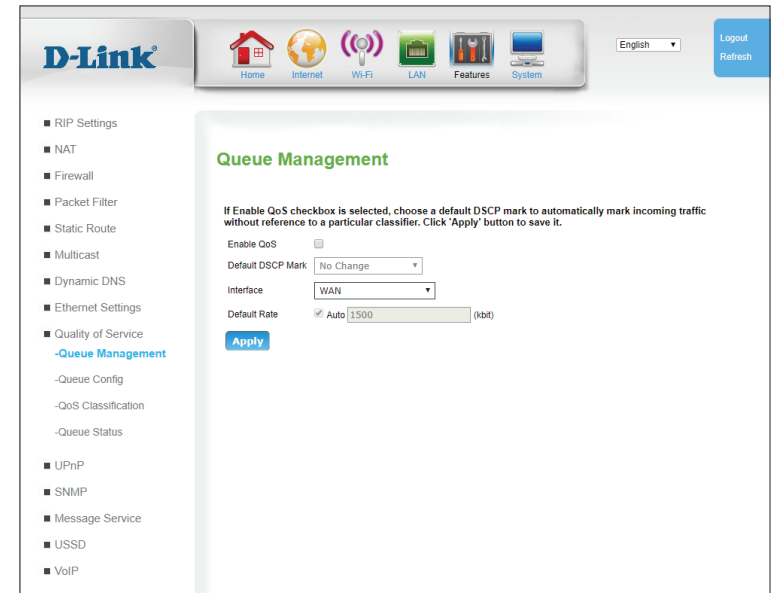 D-Link
Home Internet Wi-Fi LAN Features System
English
Logout
Refresh
RIP Settings
NAT
Firewall
Packet Filter
Static Route
Multicast
Dynamic DNS
Ethernet Settings
Quality of Service
-Queue Management
-Queue Config
-QoS Classification
-Queue Status
UPnP
SNMP
Message Service
USSD
VoIP
Queue Management
If Enable QoS checkbox is selected, choose a default DSCP mark to automatically mark incoming traffic
without reference to a particular classifier. Click 'Apply' button to save it.
Enable QoS
Default DSCP Mark No Change
Interface WAN
Default Rate Auto 1500 (kbit)
Apply